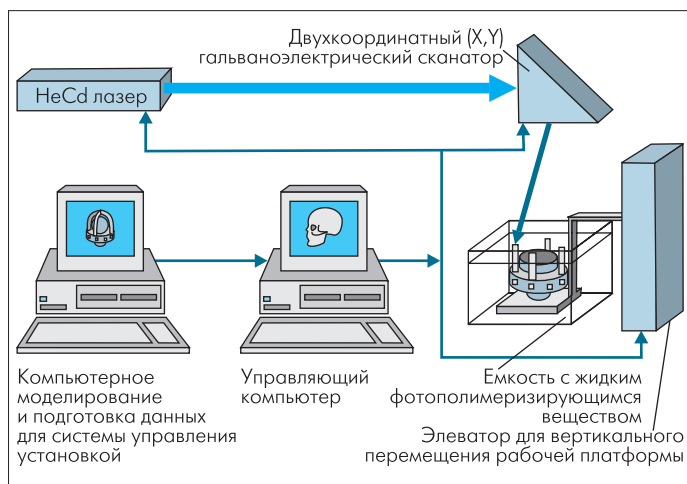 Двухкоординатный (X,Y)
гальваноэлектрический сканатор
HeCd лазер
Компьютерное
моделирование
и подготовка данных
для системы управления
установкой
Управляющий
компьютер
Емкость с жидким
фотополимеризирующимся
веществом
Элеватор для вертикального
перемещения рабочей платформы